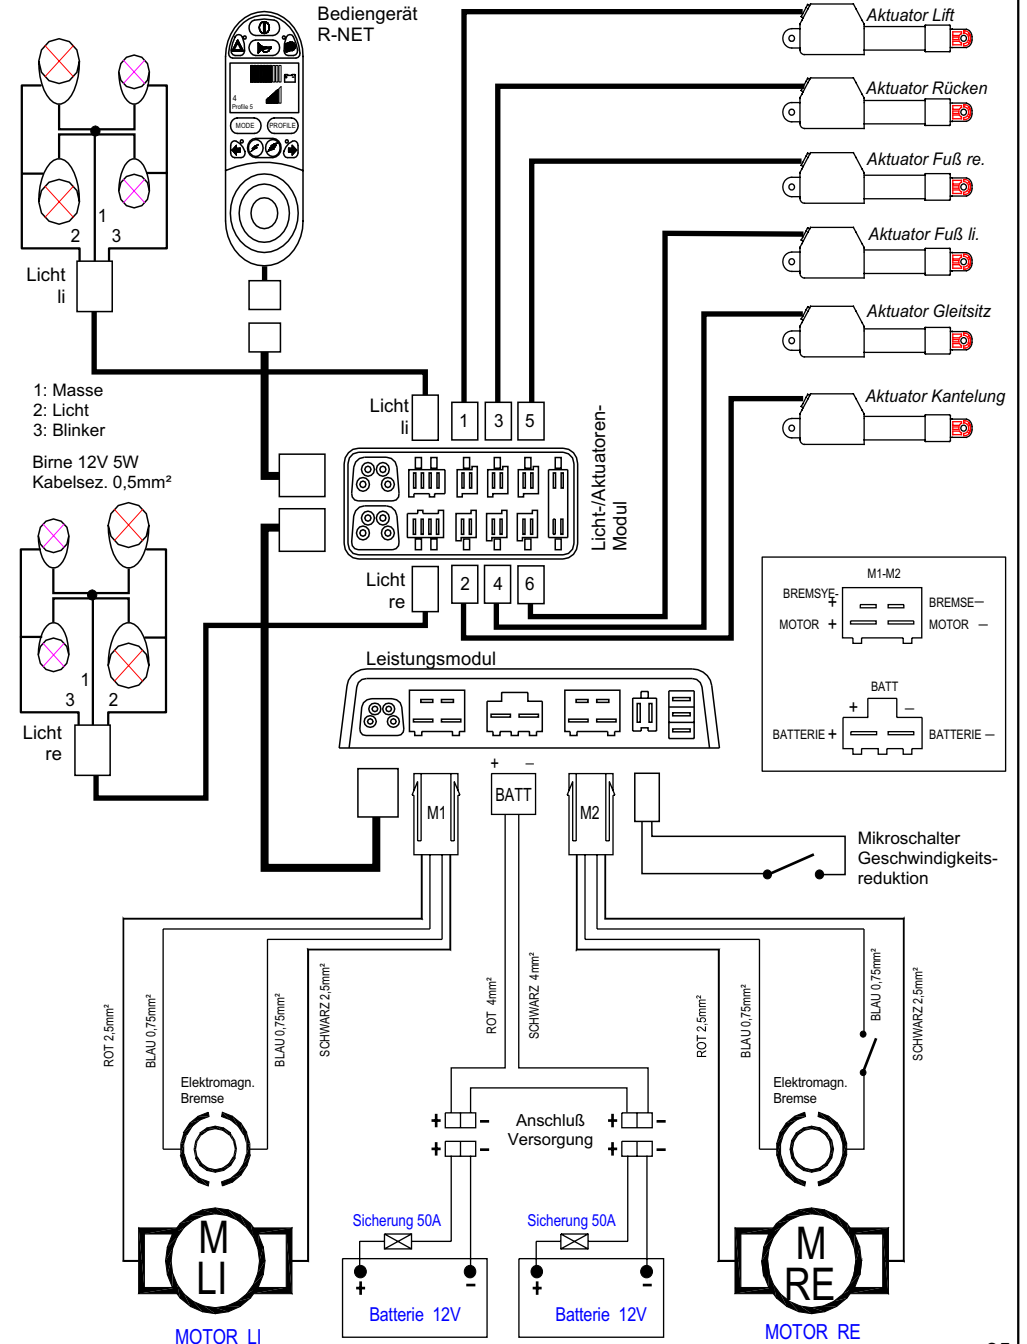 Bediengerät
R-NET
4
Profile 5
MODE
PROFILE
Aktuator Lift
Aktuator Rücken
Aktuator Fuß re.
Aktuator Fuß li.
Aktuator Gleitsitz
Aktuator Kantelung
1
2
3
Licht
li
1: Masse
2: Licht
3: Blinker
Birne 12V 5W
Kabelsez. 0,5mm²
Licht
li
1
3
5
Licht-/Aktuatoren-
Modul
Licht
re
2
4
6
1
3
2
Licht
re
M1-M2
BREMSYE-
+
BREMSE—
MOTOR +
MOTOR —
BATT
+ —
BATTERIE +
BATTERIE —
Leistungsmodul
+ —
M1
BATT
M2
Mikroschalter
Geschwindigkeits-
reduktion
ROT 2,5mm²
BLAU 0,75mm²
BLAU 0,75mm²
SCHWARZ 2,5mm²
ROT 4mm²
SCHWARZ 4mm²
ROT 2,5mm²
BLAU 0,75mm²
BLAU 0,75mm²
SCHWARZ 2,5mm²
Elektromagn.
Bremse
Elektromagn.
Bremse
+ –
Anschluß
Versorgung
+ –
+ –
+ –
Sicherung 50A
Sicherung 50A
M
LI
M
RE
+ –
Batterie 12V
+ –
Batterie 12V
MOTOR LI
MOTOR RE